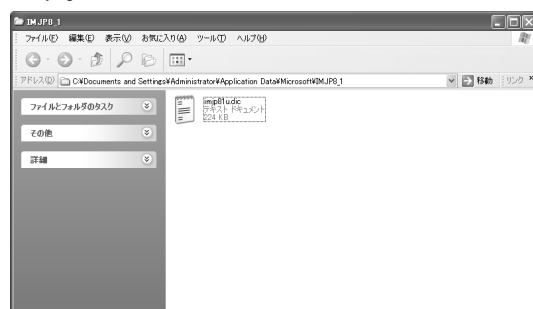 IMJP8_1
ファイル(F) 編集(E) 表示(V) お気に入り(A) ツール(T) ヘルプ(H)
アドレス(D) C:¥Documents and Settings¥Administrator¥Application Data¥Microsoft¥IMJP8_1 移動 リンク »
ファイルとフォルダのタスク
その他
詳細
imjp81u.dic
テキスト ドキュメント
224 KB